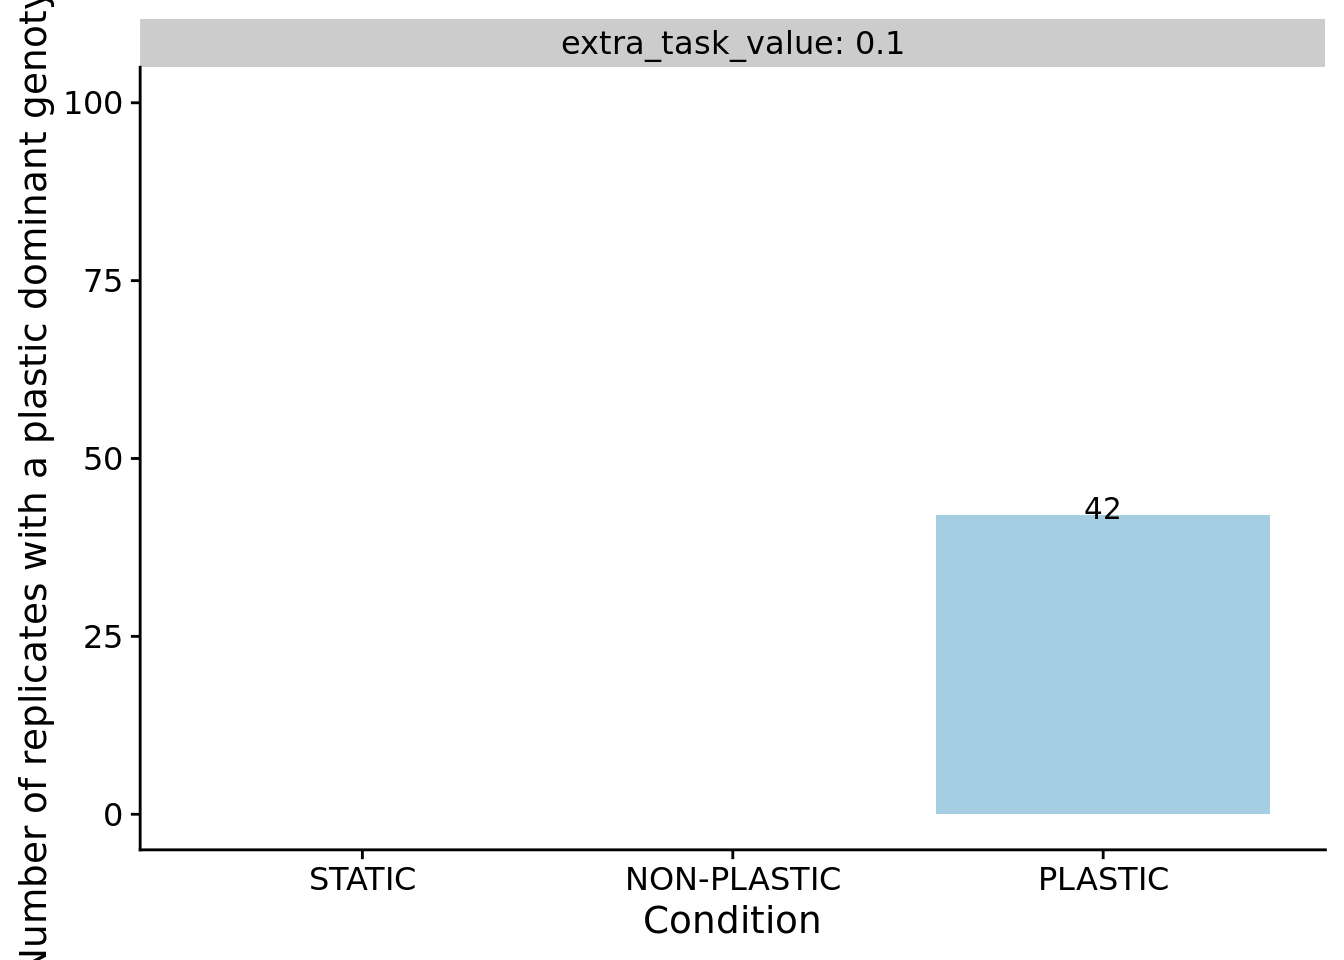 extra_task_value: 0.1
Number of replicates with a plastic dominant genoty
100
75
50
25
0
42
STATIC NON-PLASTIC PLASTIC
Condition